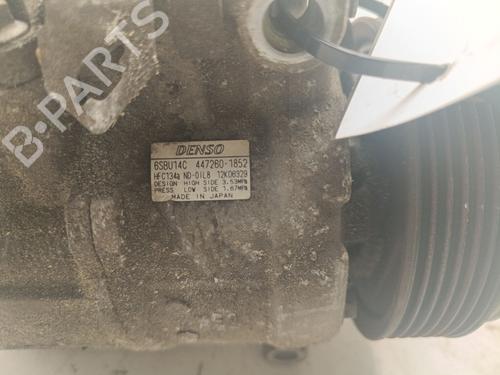 B-PARTS
DENSO
6SBU14C 447260-1852
HFC134a ND-OIL8 12K06329
DESIGN HIGH SIDE 3.53MPa
PRESS LOW SIDE 1.67MPa
MADE IN JAPAN